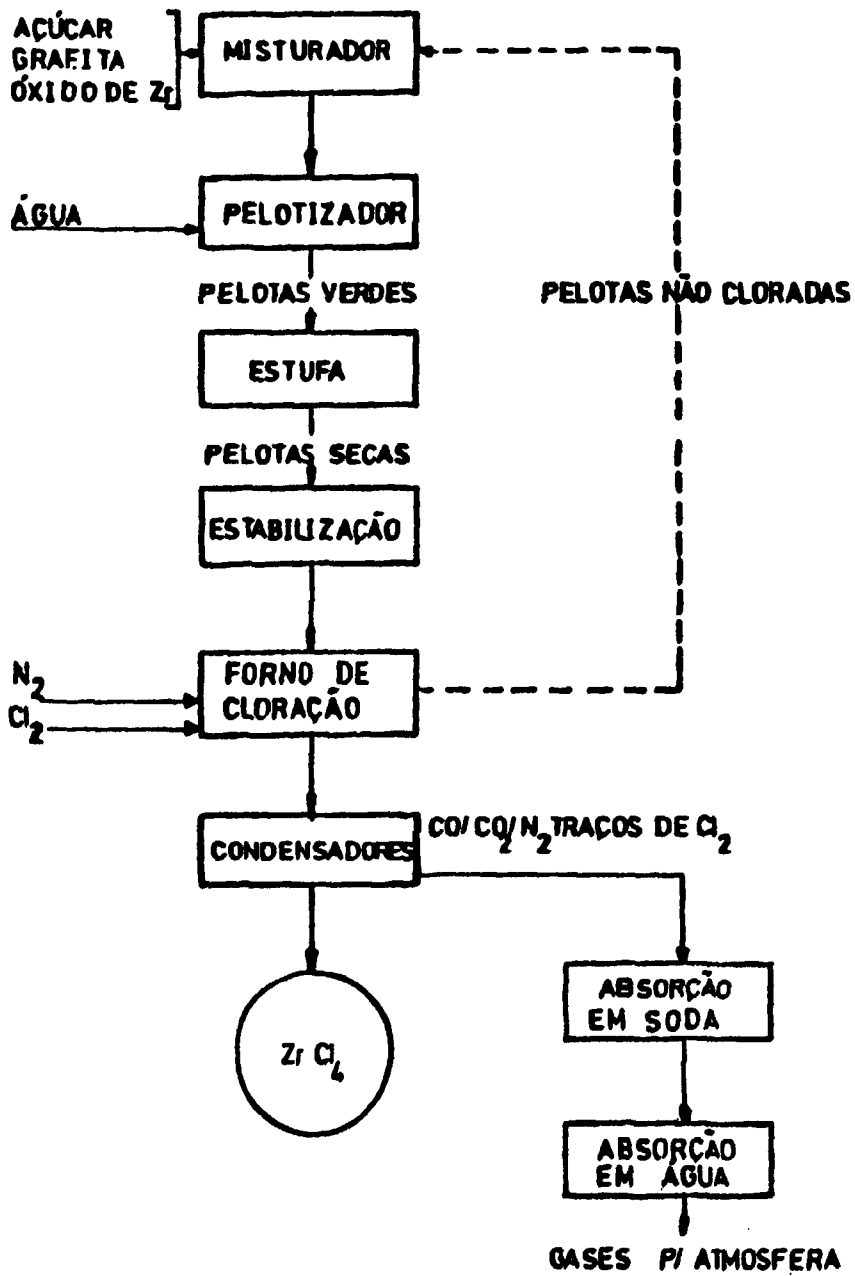 AÇÚCAR
GRAFITA
ÓXIDO DE Zr
MISTURADOR
ÁGUA
PELOTIZADOR
PELOTAS VERDES
PELOTAS NÃO CLORADAS
ESTUFA
PELOTAS SECAS
ESTABILIZAÇÃO
N2
Cl2
FORNO DE
CLORAÇÃO
CONDENSADORES
CO/CO2/N2 TRAÇOS DE Cl2
ABSORÇÃO
EM SODA
Zr Cl4
ABSORÇÃO
EM ÁGUA
GASES P/ ATMOSFERA